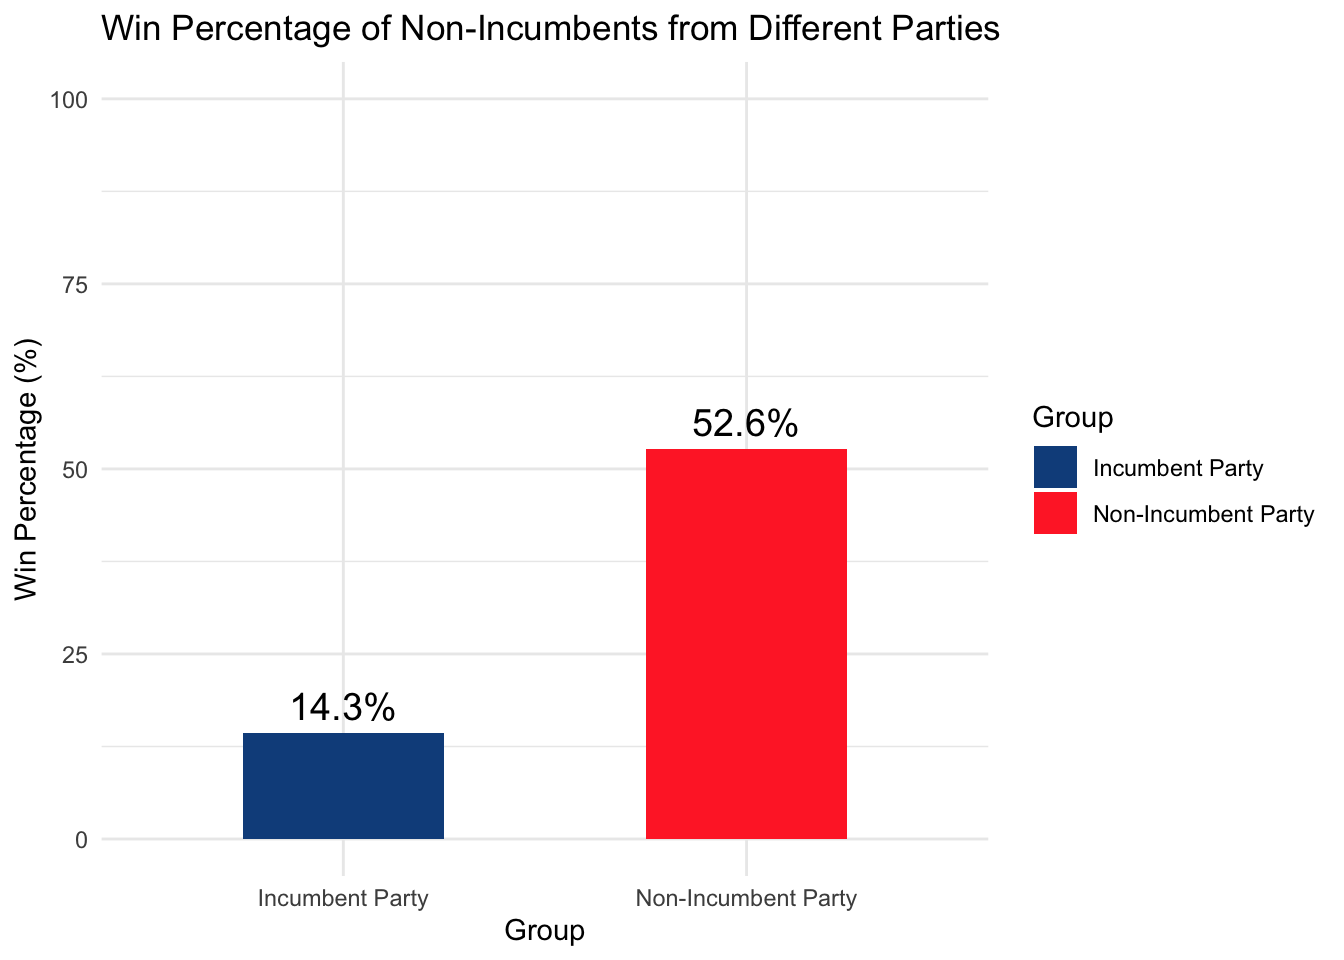 Win Percentage of Non-Incumbents from Different Parties
Win Percentage (%)
100
75
50
25
0
14.3%
52.6%
Incumbent Party
Non-Incumbent Party
Group
Group
Incumbent Party
Non-Incumbent Party